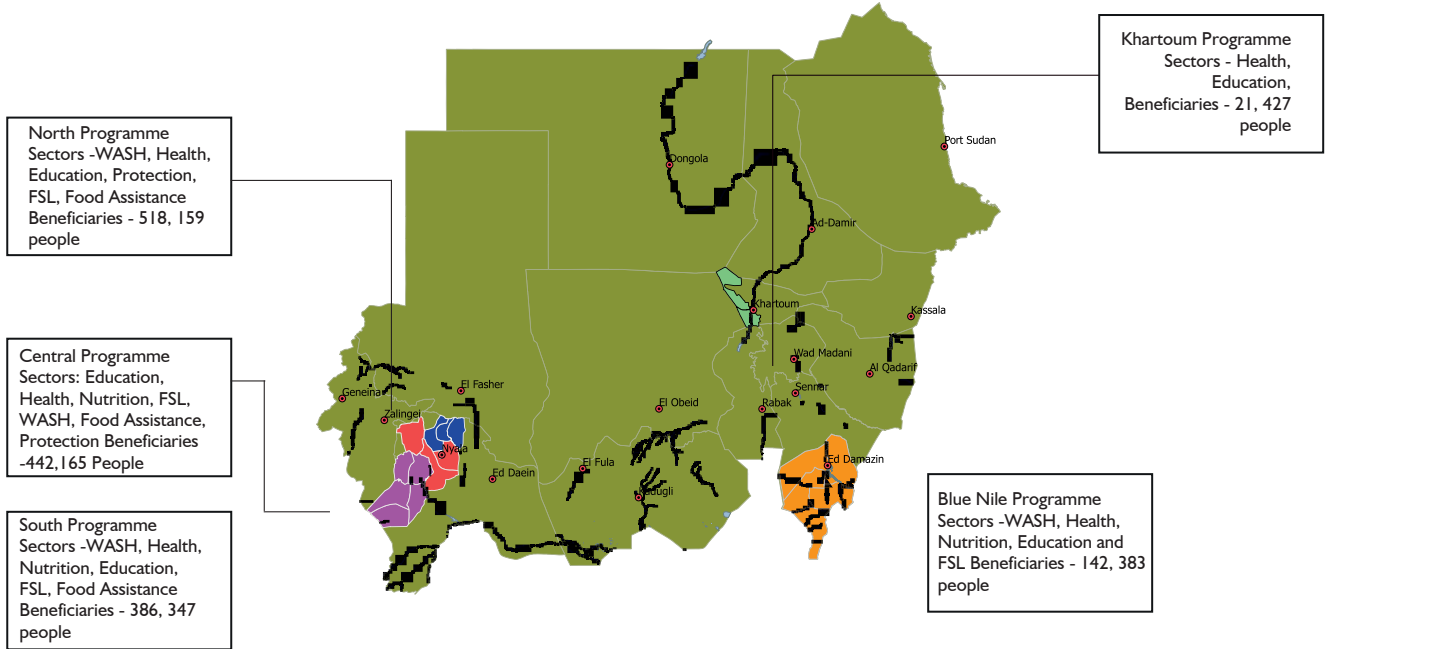 Khartoum Programme
Sectors - Health,
Education,
Beneficiaries - 21, 427
people
North Programme
Sectors -WASH, Health,
Education, Protection,
FSL, Food Assistance
Beneficiaries - 518, 159
people
Central Programme
Sectors: Education,
Health, Nutrition, FSL,
WASH, Food Assistance,
Protection Beneficiaries
-442,165 People
South Programme
Sectors -WASH, Health,
Nutrition, Education,
FSL, Food Assistance
Beneficiaries - 386, 347
people
Blue Nile Programme
Sectors -WASH, Health,
Nutrition, Education and
FSL Beneficiaries - 142, 383
people
Port Sudan
Dongola
Ad-Damir
Khartoum
Kassala
Wad Madani
Al Qadarif
Geneina
El Fasher
Sennar
El Obeid
Rabak
Zalingei
Nyala
El Fula
Ed Damazin
Ed Daein
Kadugli